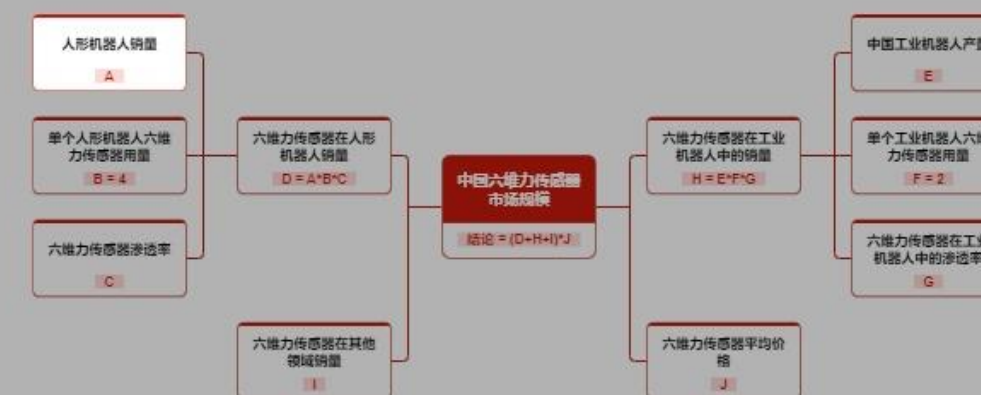 人形机器人销量
A
单个人形机器人六维
力传感器用量
B = 4
六维力传感器渗透率
C
六维力传感器在人形
机器人销量
D = A*B*C
六维力传感器在其他
领域销量
I
中国六维力传感器
市场规模
结论 = (D+H+I)*J
六维力传感器在工业
机器人中的销量
H = E*F*G
六维力传感器平均价
格
J
中国工业机器人产
E
单个工业机器人六
力传感器用量
F = 2
六维力传感器在工
机器人中的渗透率
G